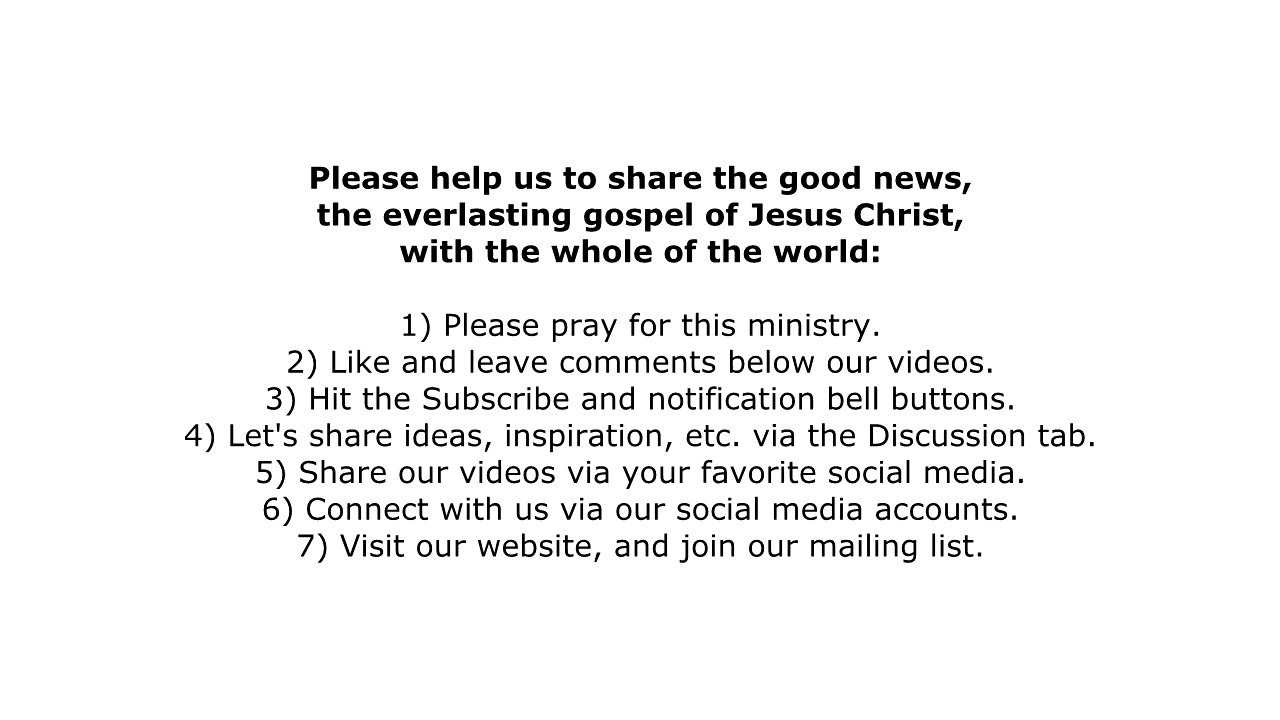 Please help us to share the good news,
the everlasting gospel of Jesus Christ,
with the whole of the world:
1) Please pray for this ministry.
2) Like and leave comments below our videos.
3) Hit the Subscribe and notification bell buttons.
4) Let's share ideas, inspiration, etc. via the Discussion tab.
5) Share our videos via your favorite social media.
6) Connect with us via our social media accounts.
7) Visit our website, and join our mailing list.